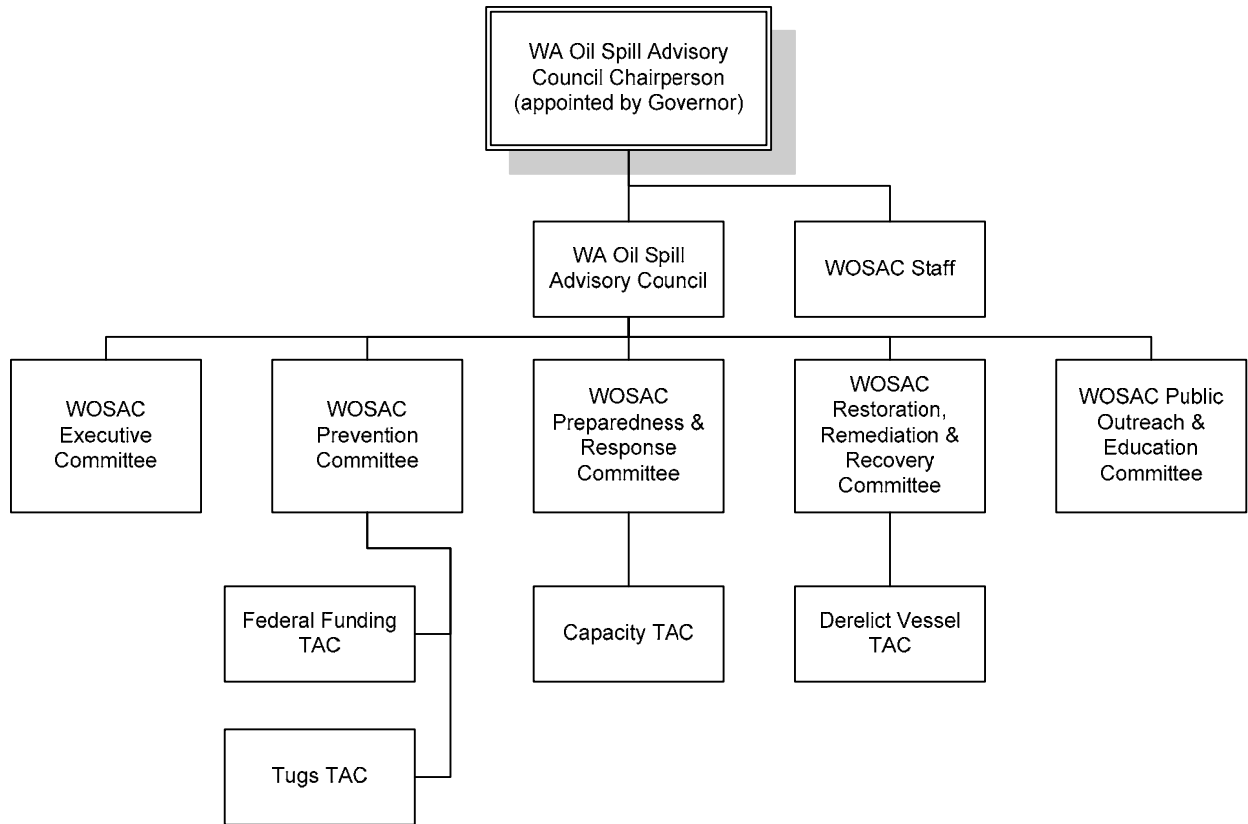 WA Oil Spill Advisory
Council Chairperson
(appointed by Governor)
WA Oil Spill
Advisory Council
WOSAC Staff
WOSAC
Executive
Committee
WOSAC
Prevention
Committee
WOSAC
Preparedness &
Response
Committee
WOSAC
Restoration,
Remediation &
Recovery
Committee
WOSAC Public
Outreach &
Education
Committee
Federal Funding
TAC
Capacity TAC
Derelict Vessel
TAC
Tugs TAC